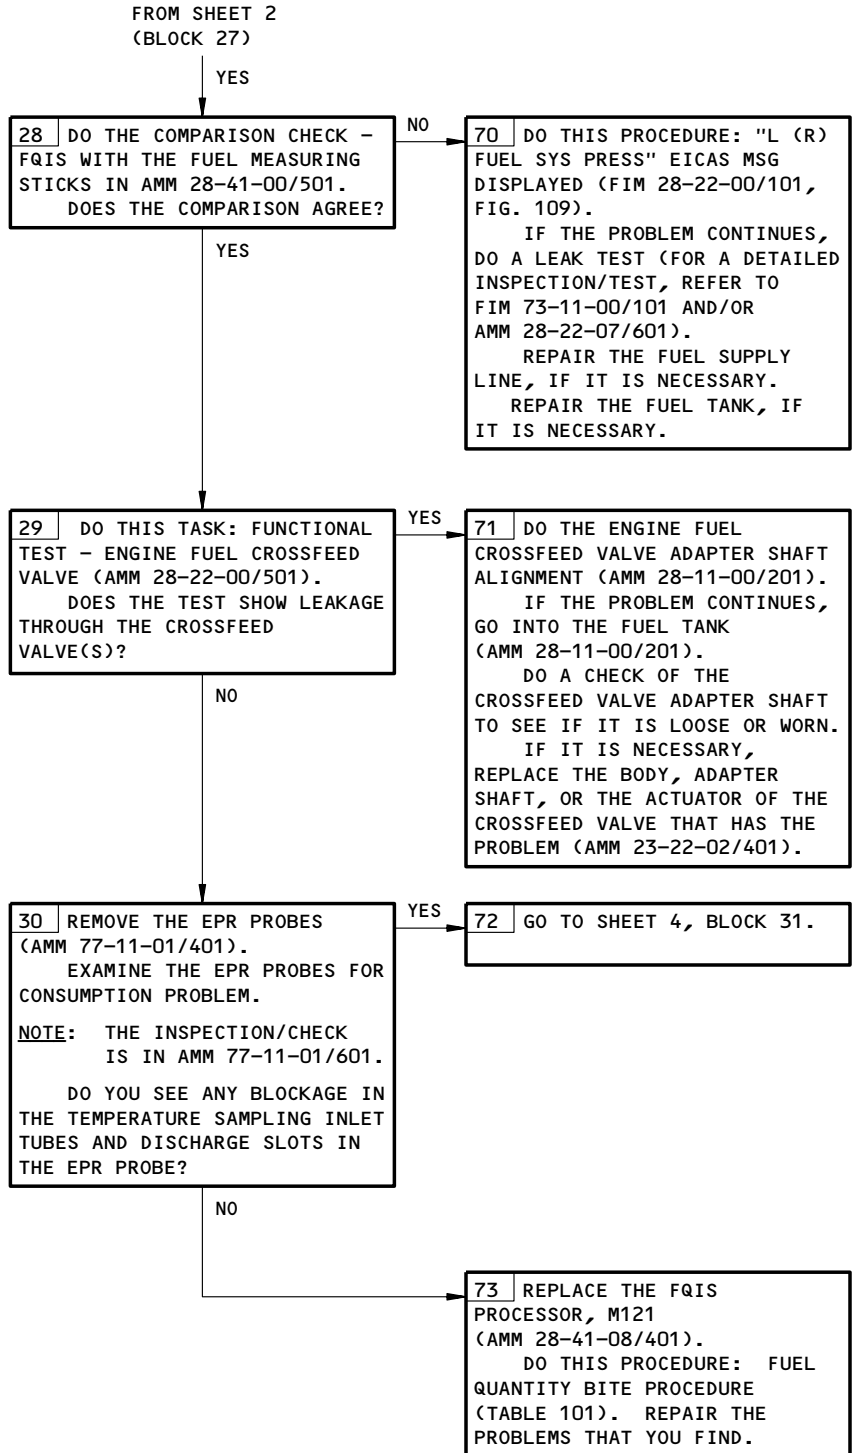 FROM SHEET 2
(BLOCK 27)
YES
28 DO THE COMPARISON CHECK –
FQIS WITH THE FUEL MEASURING
STICKS IN AMM 28–41–00/501.
DOES THE COMPARISON AGREE?
NO
70 DO THIS PROCEDURE: "L (R)
FUEL SYS PRESS" EICAS MSG
DISPLAYED (FIM 28–22–00/101,
FIG. 109).
IF THE PROBLEM CONTINUES,
DO A LEAK TEST (FOR A DETAILED
INSPECTION/TEST, REFER TO
FIM 73–11–00/101 AND/OR
AMM 28–22–07/601).
REPAIR THE FUEL SUPPLY
LINE, IF IT IS NECESSARY.
REPAIR THE FUEL TANK, IF
IT IS NECESSARY.
YES
29 DO THIS TASK: FUNCTIONAL
TEST – ENGINE FUEL CROSSFEED
VALVE (AMM 28–22–00/501).
DOES THE TEST SHOW LEAKAGE
THROUGH THE CROSSFEED
VALVE(S)?
YES
71 DO THE ENGINE FUEL
CROSSFEED VALVE ADAPTER SHAFT
ALIGNMENT (AMM 28–11–00/201).
IF THE PROBLEM CONTINUES,
GO INTO THE FUEL TANK
(AMM 28–11–00/201).
DO A CHECK OF THE
CROSSFEED VALVE ADAPTER SHAFT
TO SEE IF IT IS LOOSE OR WORN.
IF IT IS NECESSARY,
REPLACE THE BODY, ADAPTER
SHAFT, OR THE ACTUATOR OF THE
CROSSFEED VALVE THAT HAS THE
PROBLEM (AMM 23–22–02/401).
NO
30 REMOVE THE EPR PROBES
(AMM 77–11–01/401).
EXAMINE THE EPR PROBES FOR
CONSUMPTION PROBLEM.
NOTE: THE INSPECTION/CHECK
IS IN AMM 77–11–01/601.
DO YOU SEE ANY BLOCKAGE IN
THE TEMPERATURE SAMPLING INLET
TUBES AND DISCHARGE SLOTS IN
THE EPR PROBE?
YES
72 GO TO SHEET 4, BLOCK 31.
NO
73 REPLACE THE FQIS
PROCESSOR, M121
(AMM 28–41–08/401).
DO THIS PROCEDURE: FUEL
QUANTITY BITE PROCEDURE
(TABLE 101). REPAIR THE
PROBLEMS THAT YOU FIND.